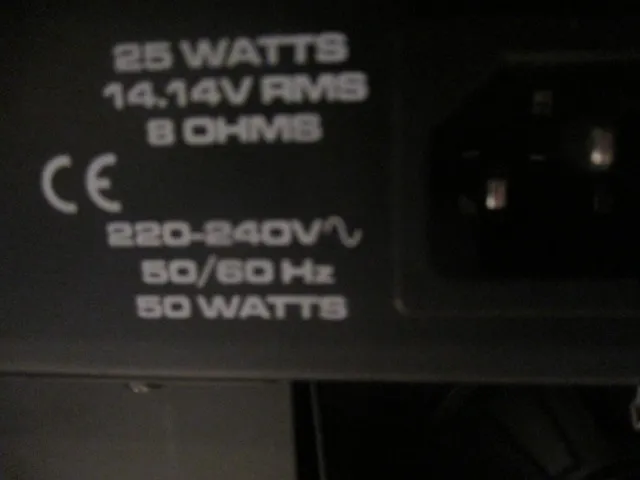 25 WATTS
14.14V RMS
8 OHMS
CE
220-240V~
50/60 Hz
50 WATTS